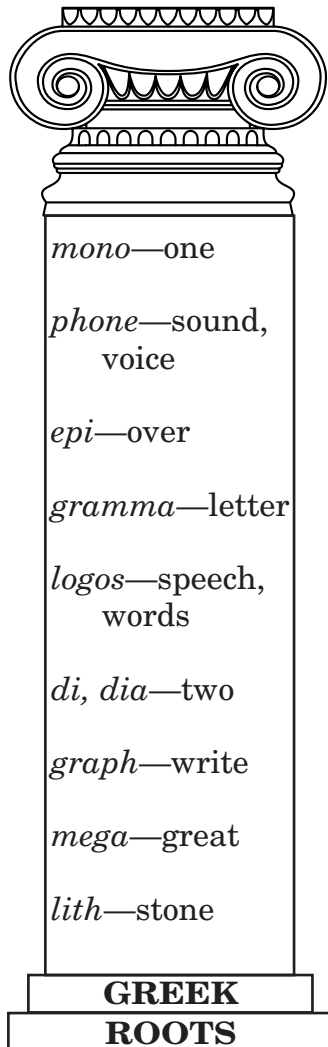 mono—one
phone—sound,
voice
epi—over
gramma—letter
logos—speech,
words
di, dia—two
graph—write
mega—great
lith—stone
GREEK
ROOTS